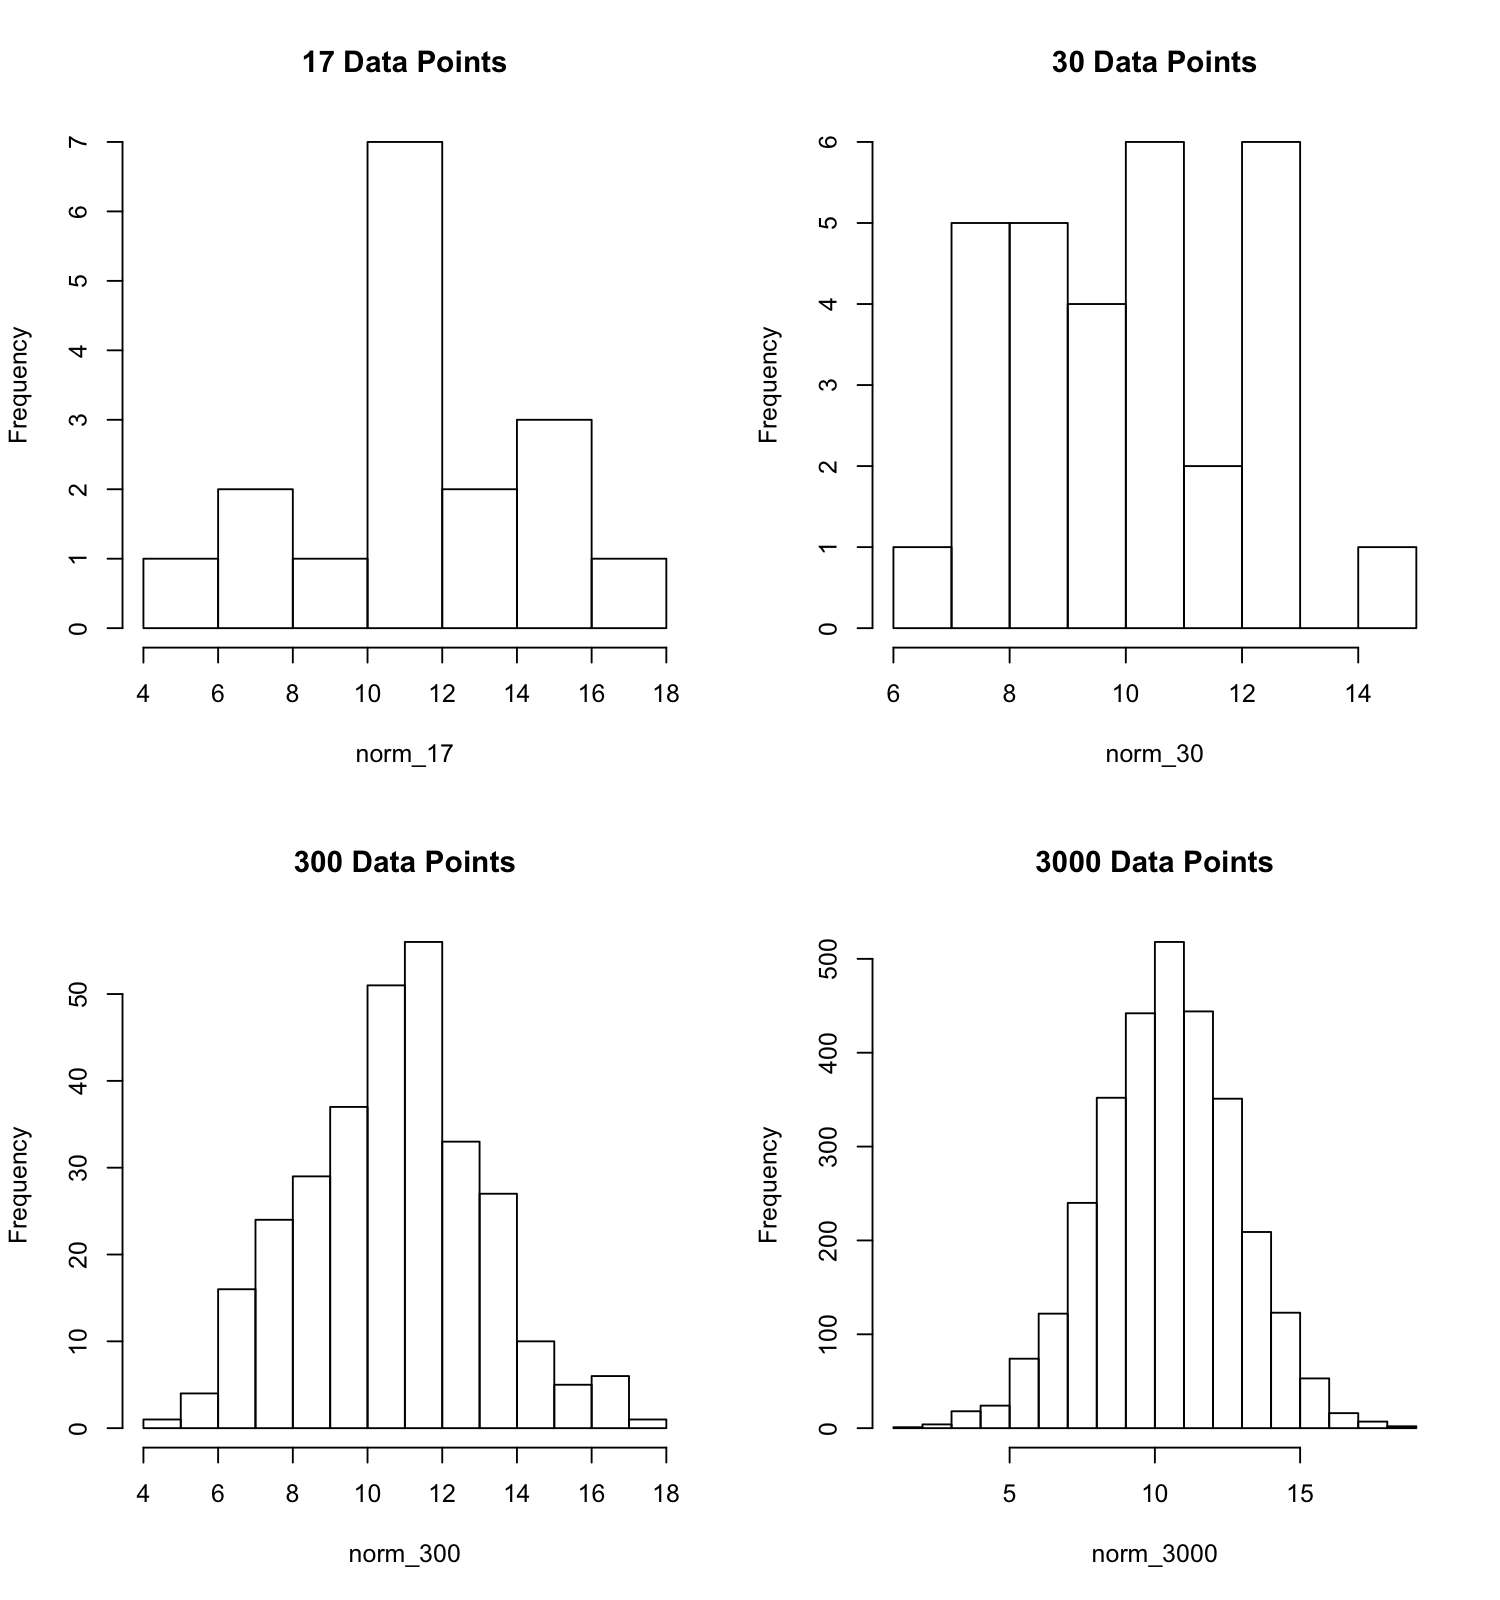 17 Data Points
Frequency
7
6
5
4
3
2
1
0
4 6 8 10 12 14 16 18
norm_17
30 Data Points
Frequency
6
5
4
3
2
1
0
6 8 10 12 14
norm_30
300 Data Points
Frequency
50
40
30
20
10
0
4 6 8 10 12 14 16 18
norm_300
3000 Data Points
Frequency
500
400
300
200
100
0
5 10 15
norm_3000